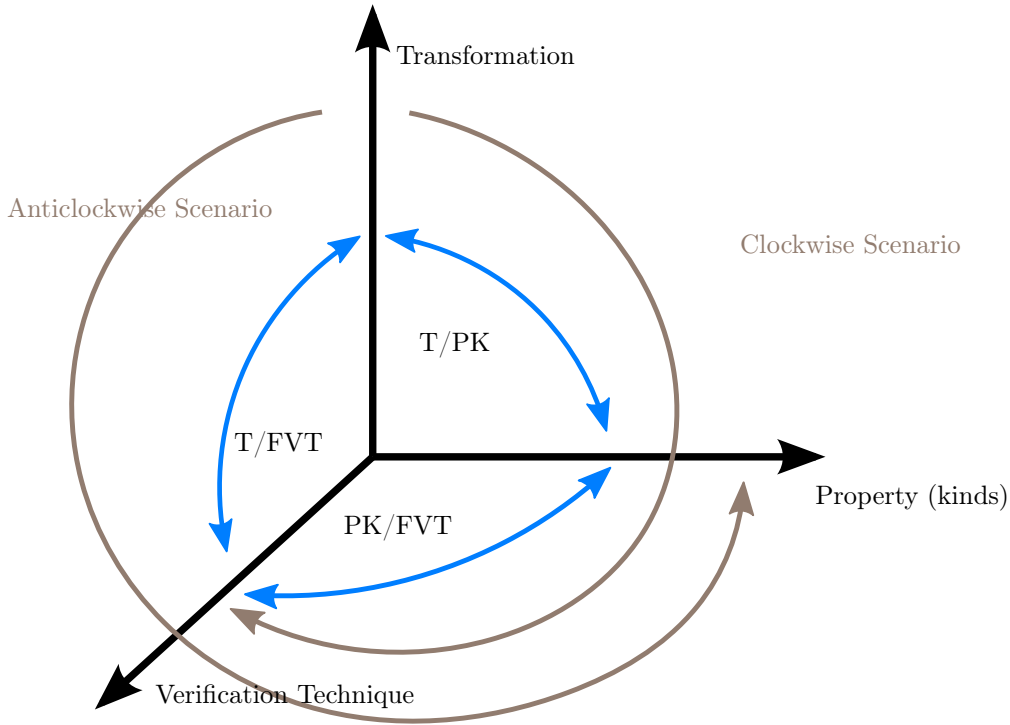 Transformation
Anticlockwise Scenario
Clockwise Scenario
T/PK
T/FVT
Property (kinds)
PK/FVT
Verification Technique